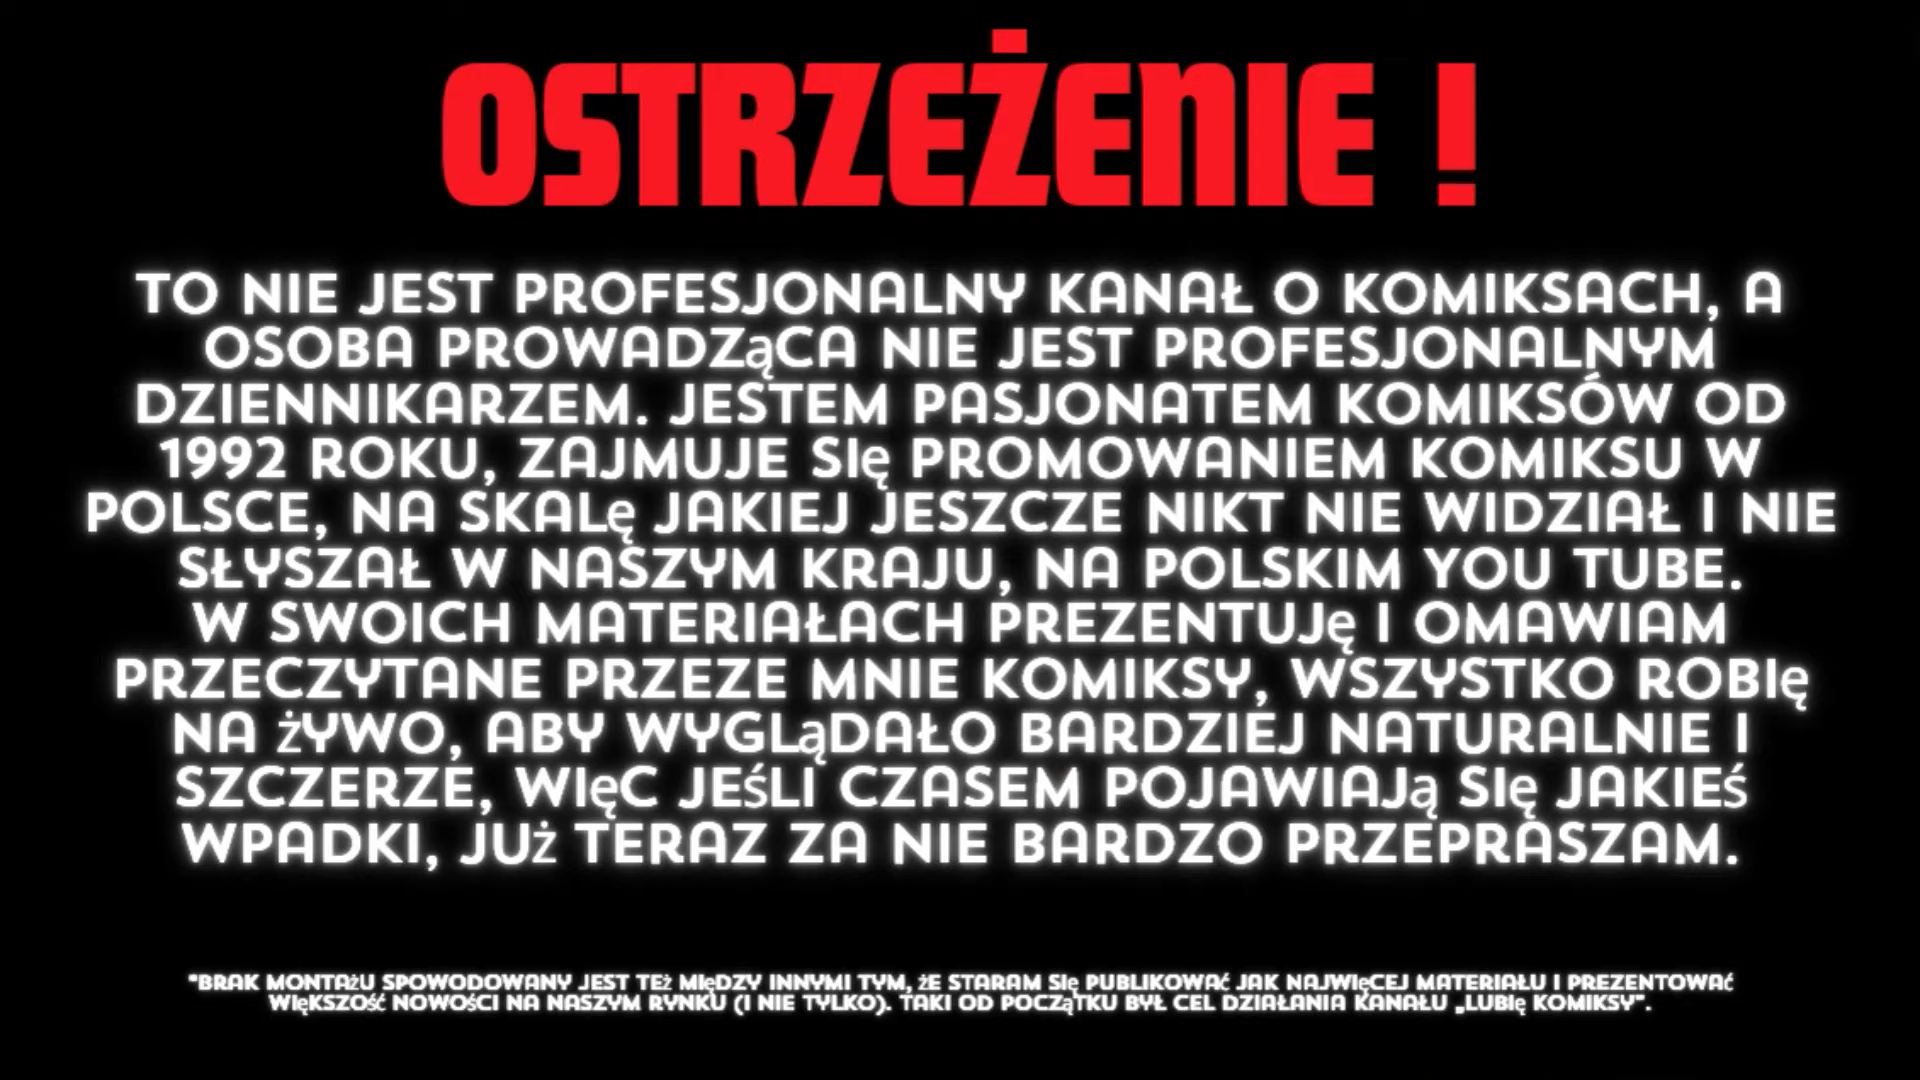 OSTRZEŻENIE !
TO NIE JEST PROFESJONALNY KANAŁ O KOMIKSACH, A
OSOBA PROWADZąCA NIE JEST PROFESJONALNYM
DZIENNIKARZEM. JESTEM PASJONATEM KOMIKSÓW OD
1992 ROKU, ZAJMUJE SIę PROMOWANIEM KOMIKSU W
POLSCE, NA SKALę JAKIEJ JESZCZE NIKT NIE WIDZIAŁ I NIE
SŁYSZAŁ W NASZYM KRAJU, NA POLSKIM YOU TUBE.
W SWOICH MATERIAŁACH PREZENTUJę I OMAWIAM
PRZECZYTANE PRZEZE MNIE KOMIKSY, WSZYSTKO ROBIę
NA żYWO, ABY WYGLąDAŁO BARDZIEJ NATURALNIE I
SZCZERZE, WIęC JEśLI CZASEM POJAWIAJą SIę JAKIEś
WPADKI, JUż TERAZ ZA NIE BARDZO PRZEPRASZAM.
*BRAK MONTAżU SPOWODOWANY JEST TEż MIęDZY INNYMI TYM, żE STARAM SIę PUBLIKOWAć JAK NAJWIęCEJ MATERIAŁU I PREZENTOWAć
WIęKSZOść NOWOśCI NA NASZYM RYNKU (I NIE TYLKO). TAKI OD POCZąTKU BYŁ CEL DZIAŁANIA KANAŁU „LUBIę KOMIKSY".